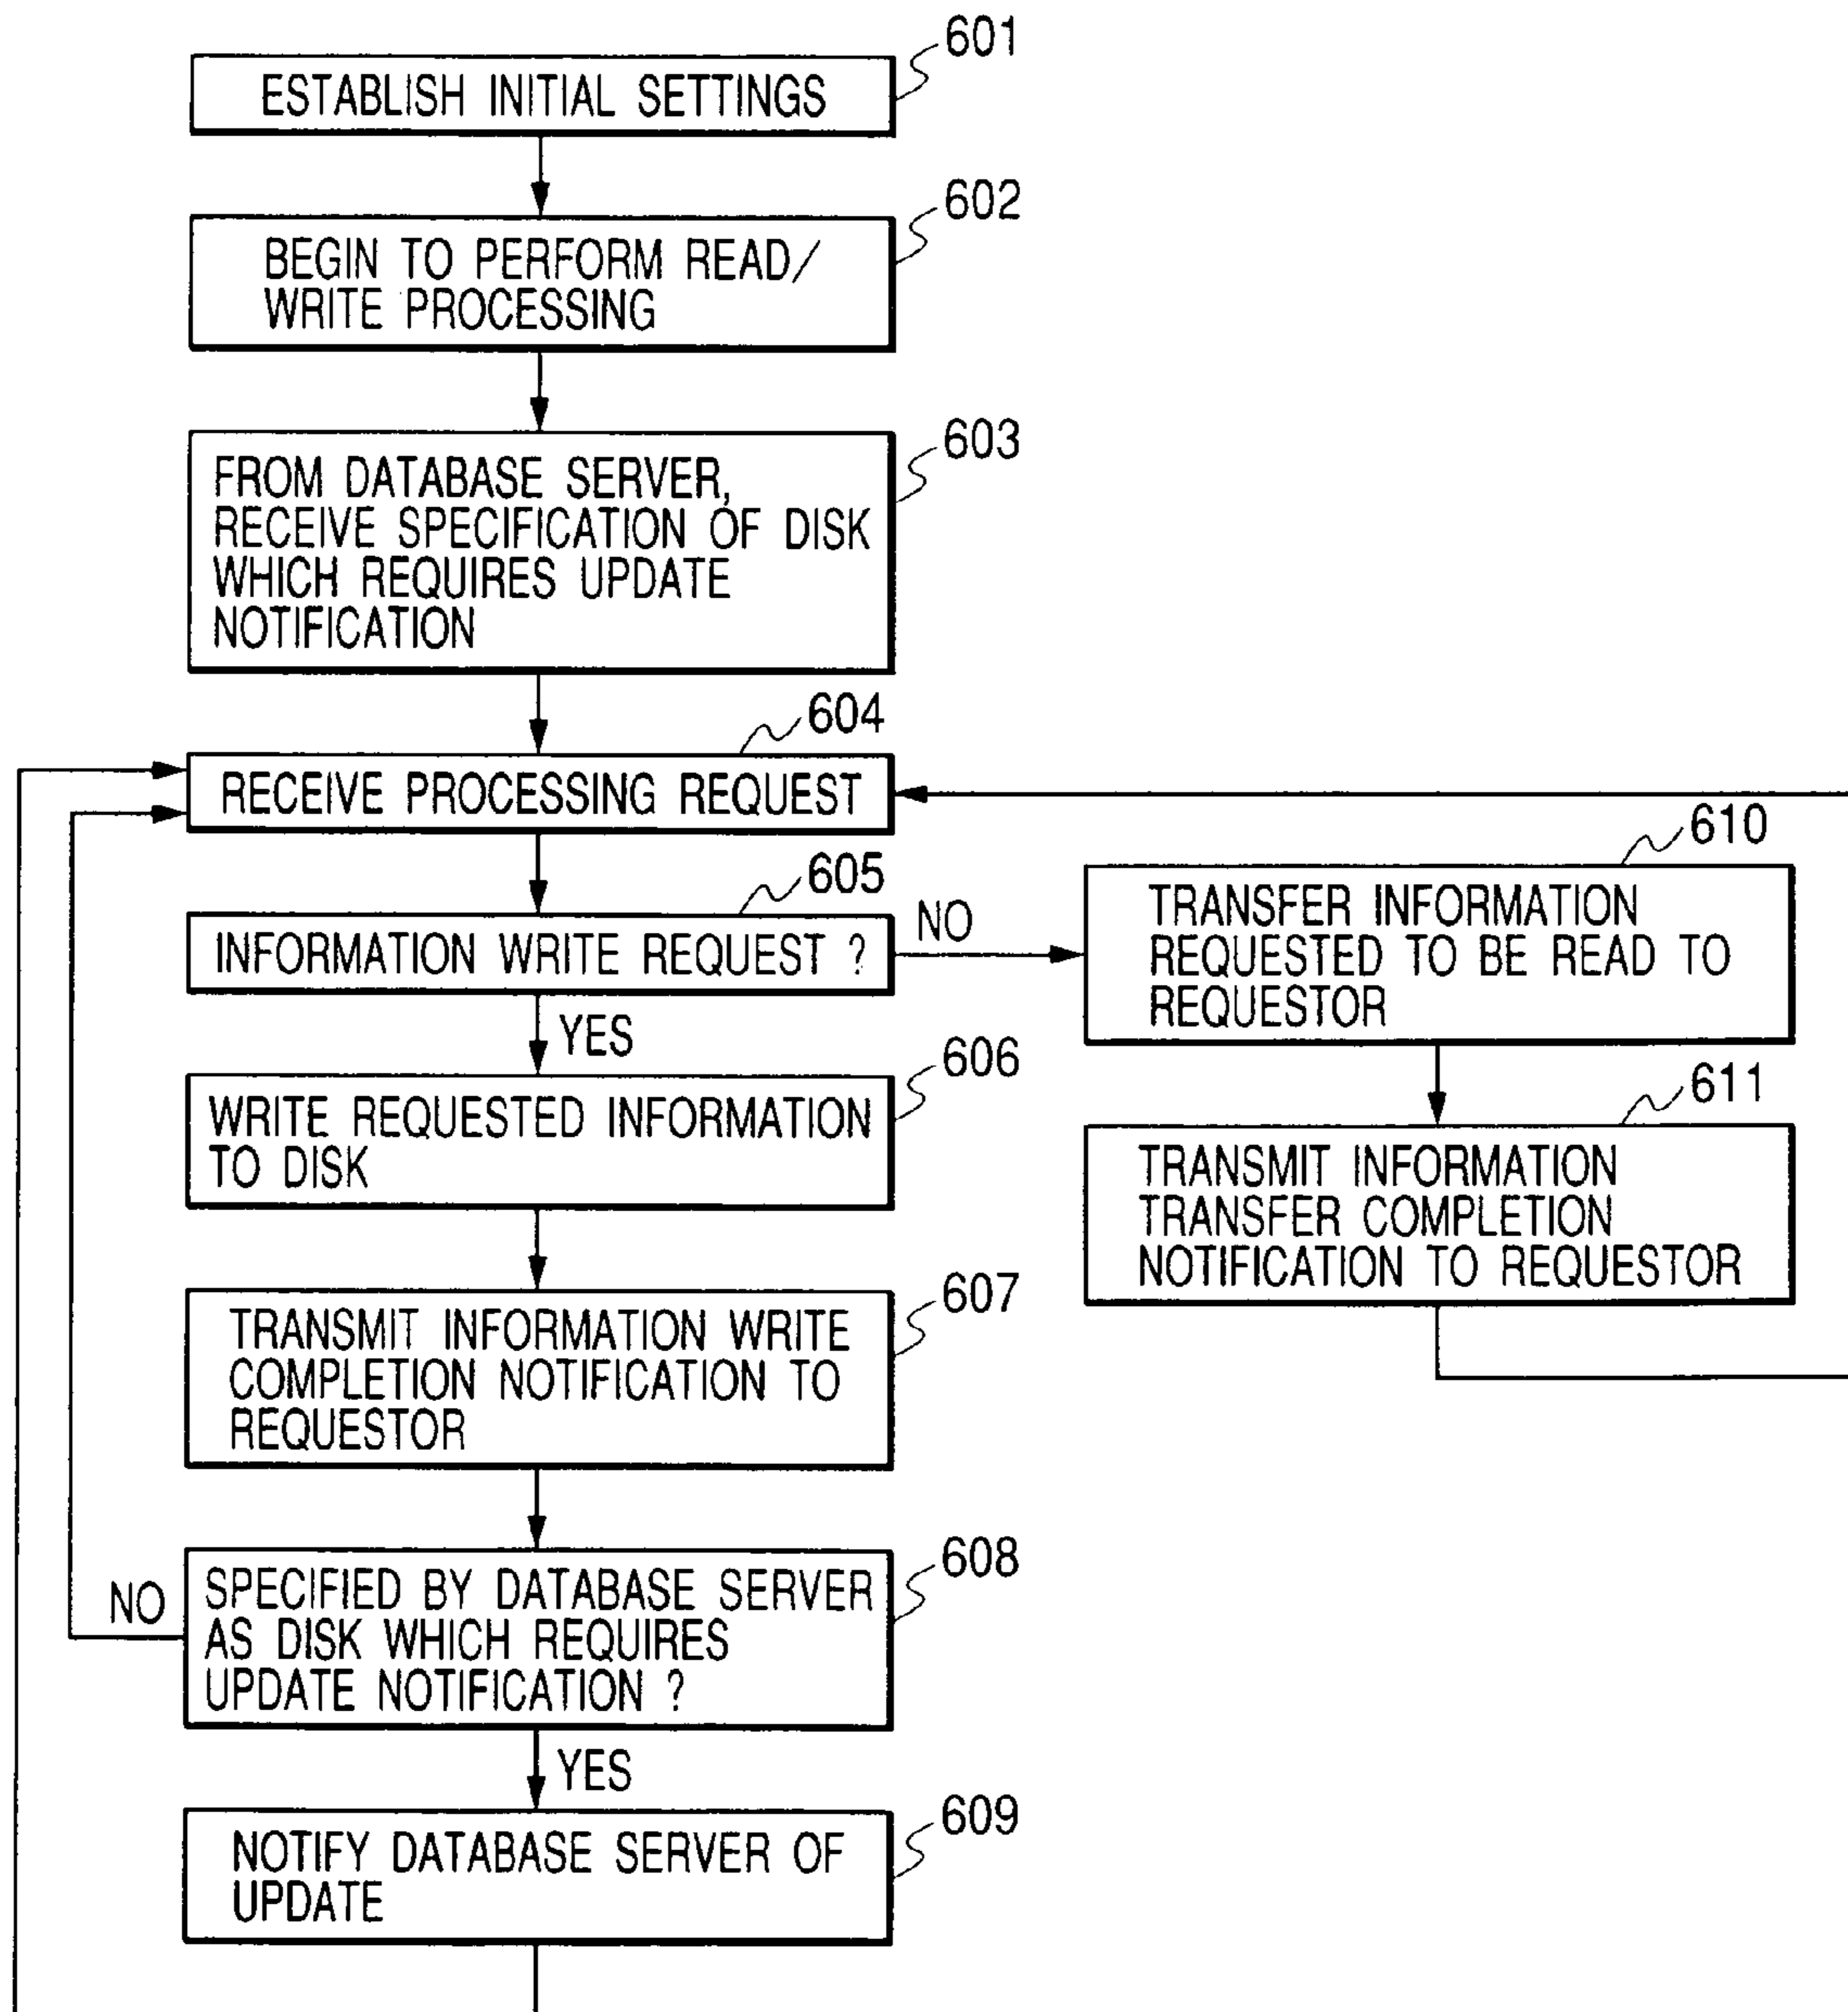 601
ESTABLISH INITIAL SETTINGS
602
BEGIN TO PERFORM READ/
WRITE PROCESSING
603
FROM DATABASE SERVER,
RECEIVE SPECIFICATION OF DISK
WHICH REQUIRES UPDATE
NOTIFICATION
604
RECEIVE PROCESSING REQUEST
605
INFORMATION WRITE REQUEST ?
NO
YES
610
TRANSFER INFORMATION
REQUESTED TO BE READ TO
REQUESTOR
606
WRITE REQUESTED INFORMATION
TO DISK
611
TRANSMIT INFORMATION
TRANSFER COMPLETION
NOTIFICATION TO REQUESTOR
607
TRANSMIT INFORMATION WRITE
COMPLETION NOTIFICATION TO
REQUESTOR
608
NO
SPECIFIED BY DATABASE SERVER
AS DISK WHICH REQUIRES
UPDATE NOTIFICATION ?
YES
609
NOTIFY DATABASE SERVER OF
UPDATE